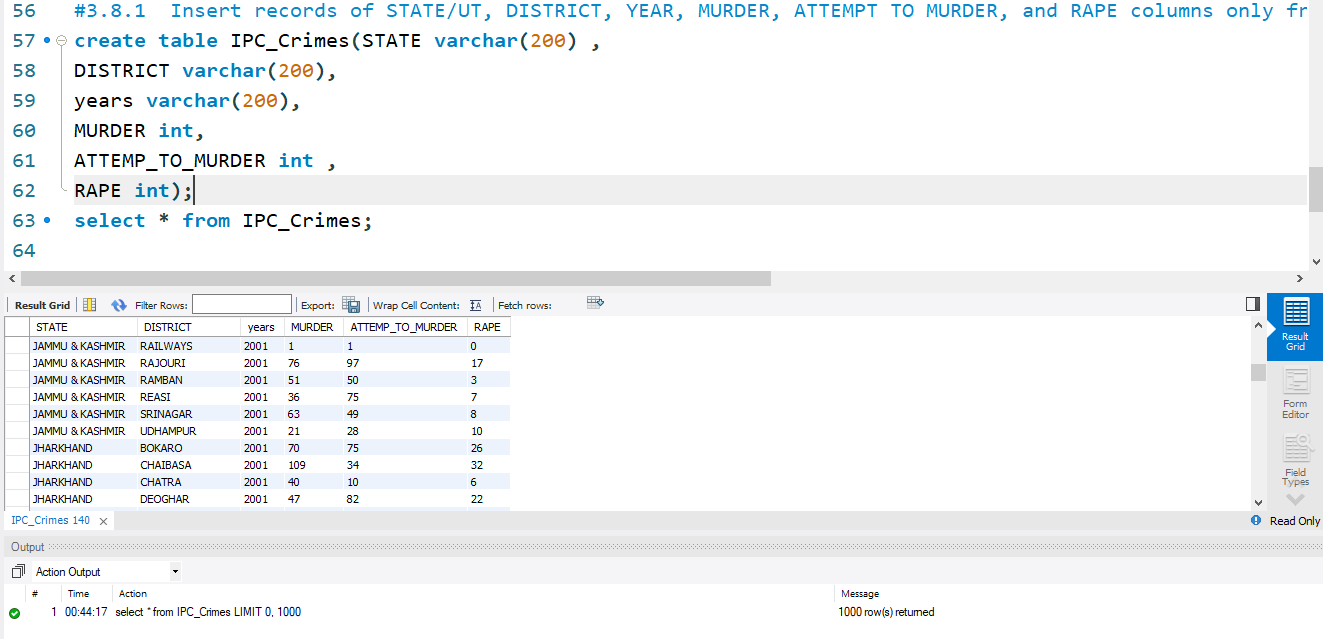 56 #3.8.1 Insert records of STATE/UT, DISTRICT, YEAR, MURDER, ATTEMPT TO MURDER, and RAPE columns only fr
57 create table IPC_Crimes(STATE varchar(200) ,
58 DISTRICT varchar(200),
59 years varchar(200),
60 MURDER int,
61 ATTEMP_TO_MURDER int ,
62 RAPE int);
63 select * from IPC_Crimes;
64
Result Grid Filter Rows: Export: Wrap Cell Content: Fetch rows:
STATE DISTRICT years MURDER ATTEMP_TO_MURDER RAPE
JAMMU & KASHMIR RAILWAYS 2001 1 1 0
JAMMU & KASHMIR RAJOURI 2001 76 97 17
JAMMU & KASHMIR RAMBAN 2001 51 50 3
JAMMU & KASHMIR REASI 2001 36 75 7
JAMMU & KASHMIR SRINAGAR 2001 63 49 8
JAMMU & KASHMIR UDHAMPUR 2001 21 28 10
JHARKHAND BOKARO 2001 70 75 26
JHARKHAND CHAIBASA 2001 109 34 32
JHARKHAND CHATRA 2001 40 10 6
JHARKHAND DEOGHAR 2001 47 82 22
Result
Grid
Form
Editor
Field
Types
IPC_Crimes 140
Read Only
Output
Action Output
# Time Action Message
1 00:44:17 select * from IPC_Crimes LIMIT 0, 1000 1000 row(s) returned